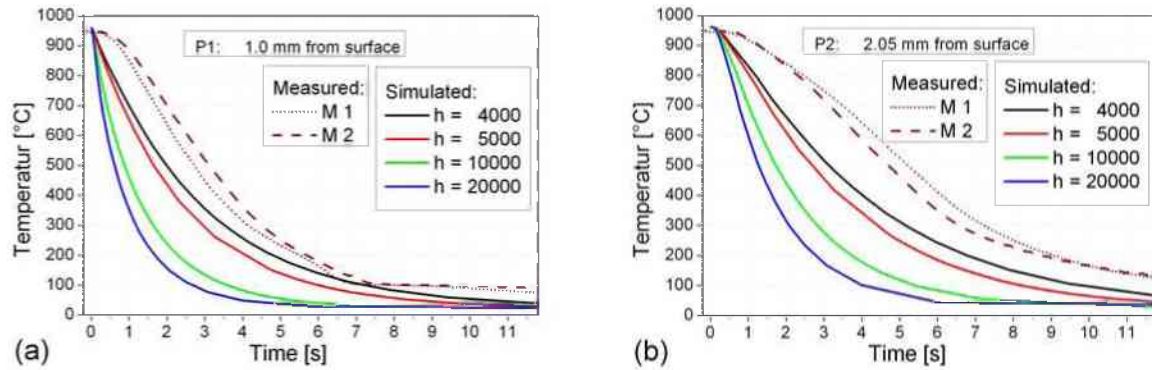 1000
900
800
700
600
500
400
300
200
100
0
Temperatur [°C]
P1: 1.0 mm from surface
Measured:
M 1
M 2
Simulated:
h = 4000
h = 5000
h = 10000
h = 20000
0 1 2 3 4 5 6 7 8 9 10 11
Time [s]
(a)
1000
900
800
700
600
500
400
300
200
100
0
Temperatur [°C]
P2: 2.05 mm from surface
Measured:
M 1
M 2
Simulated:
h = 4000
h = 5000
h = 10000
h = 20000
0 1 2 3 4 5 6 7 8 9 10 11
Time [s]
(b)